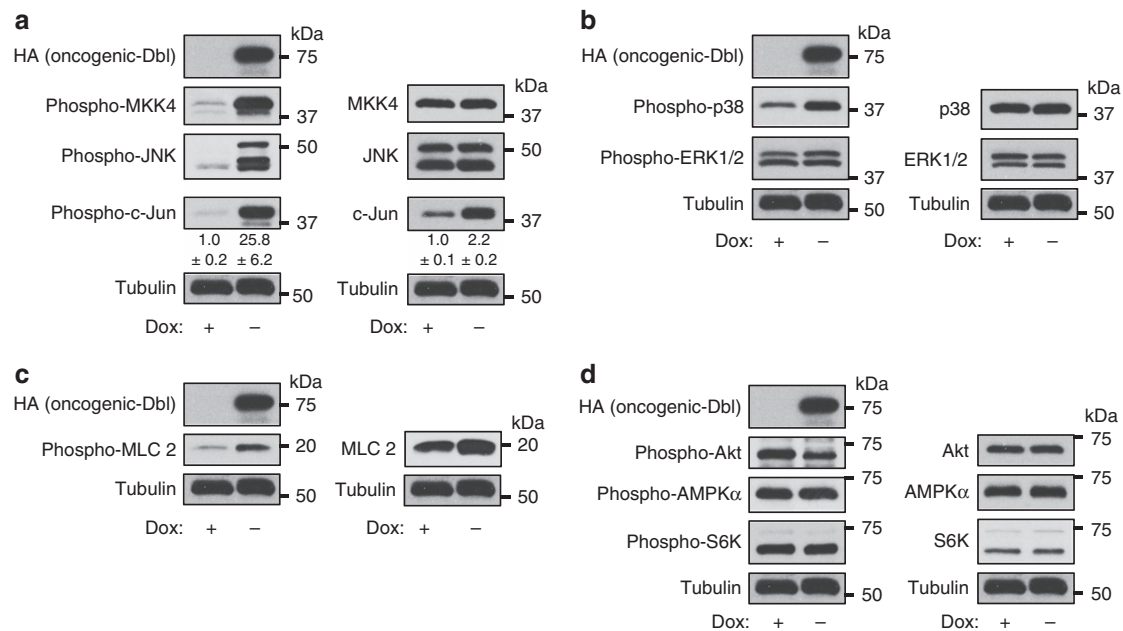 a
kDa
HA (oncogenic-Dbl)
75
Phospho-MKK4
37
Phospho-JNK
50
Phospho-c-Jun
37
1.0 25.8
± 0.2 ± 6.2
Tubulin
50
Dox: + –
kDa
MKK4
37
JNK
50
c-Jun
37
1.0 2.2
± 0.1 ± 0.2
Tubulin
50
Dox: + –
b
kDa
HA (oncogenic-Dbl)
75
Phospho-p38
37
Phospho-ERK1/2
37
Tubulin
50
Dox: + –
kDa
p38
37
ERK1/2
37
Tubulin
50
Dox: + –
c
kDa
HA (oncogenic-Dbl)
75
Phospho-MLC 2
20
Tubulin
50
Dox: + –
kDa
MLC 2
20
Tubulin
50
Dox: + –
d
kDa
HA (oncogenic-Dbl)
75
Phospho-Akt
75
Phospho-AMPKα
75
Phospho-S6K
75
Tubulin
50
Dox: + –
kDa
Akt
75
AMPKα
75
S6K
75
Tubulin
50
Dox: + –